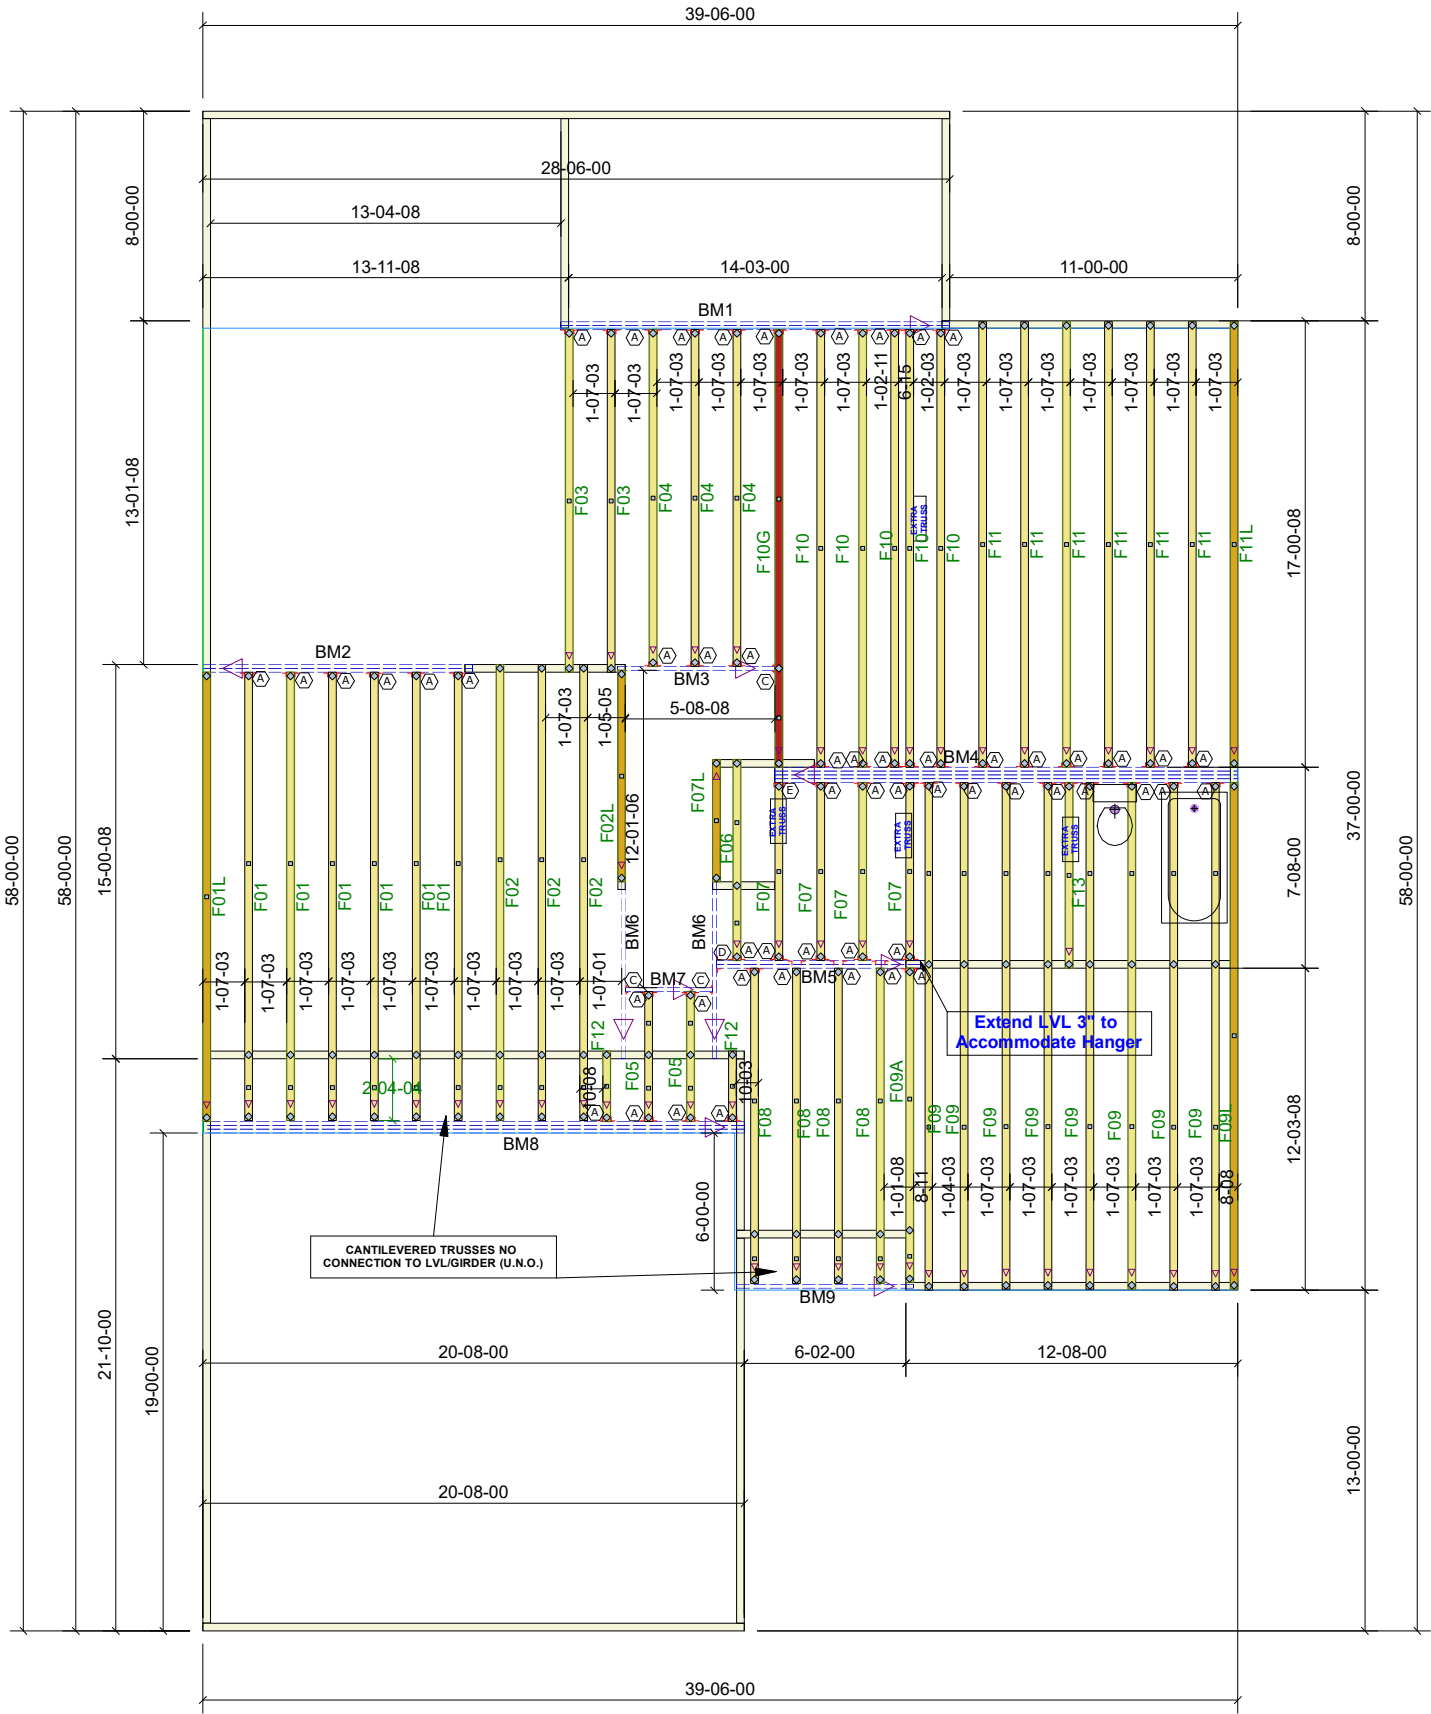 39-06-00
28-06-00
13-04-08
13-11-08
14-03-00
11-00-00
8-00-00
8-00-00
BM1
A
A
A
A
A
A
A
A
A
A
1-07-03
1-07-03
1-07-03
1-07-03
1-07-03
1-07-03
1-07-03
1-02-11
6-15
1-02-03
1-07-03
1-07-03
1-07-03
1-07-03
1-07-03
1-07-03
1-07-03
13-01-08
F03
F03
F04
F04
F04
F10G
F10
F10
F10
EXTRA
TRUSS
F10
F10
F11
F11
F11
F11
F11
F11
F11L
17-00-08
BM2
BM3
A
A
A
C
5-08-08
A
A
A
A
A
A
1-07-03
1-05-05
BM4
A
A
A
A
A
A
A
A
E
A
A
A
A
A
A
A
A
A
58-00-00
58-00-00
15-00-08
12-01-06
F02L
F07L
F06
EXTRA
TRUSS
EXTRA
TRUSS
EXTRA
TRUSS
7-08-00
37-00-00
58-00-00
F01L
F01
F01
F01
F01
F01
F02
F02
F02
F07
F07
F07
F07
F13
BM6
BM6
D
A
A
A
A
A
BM5
1-07-03
1-07-03
1-07-03
1-07-03
1-07-03
1-07-03
1-07-03
1-07-03
1-07-01
C
BM7
C
A
A
A
A
A
A
A
Extend LVL 3" to
Accommodate Hanger
F12
F05
F05
F12
2-04-04
10-08
10-03
A
A
A
A
BM8
F08
F08
F08
F08
F09A
F09
F09
F09
F09
F09
F09
F09
F09
F09L
12-03-08
1-01-08
8-11
1-04-03
1-07-03
1-07-03
1-07-03
1-07-03
1-07-03
8-08
6-00-00
CANTILEVERED TRUSSES NO
CONNECTION TO LVL/GIRDER (U.N.O.)
BM9
21-10-00
19-00-00
20-08-00
6-02-00
12-08-00
13-00-00
20-08-00
39-06-00